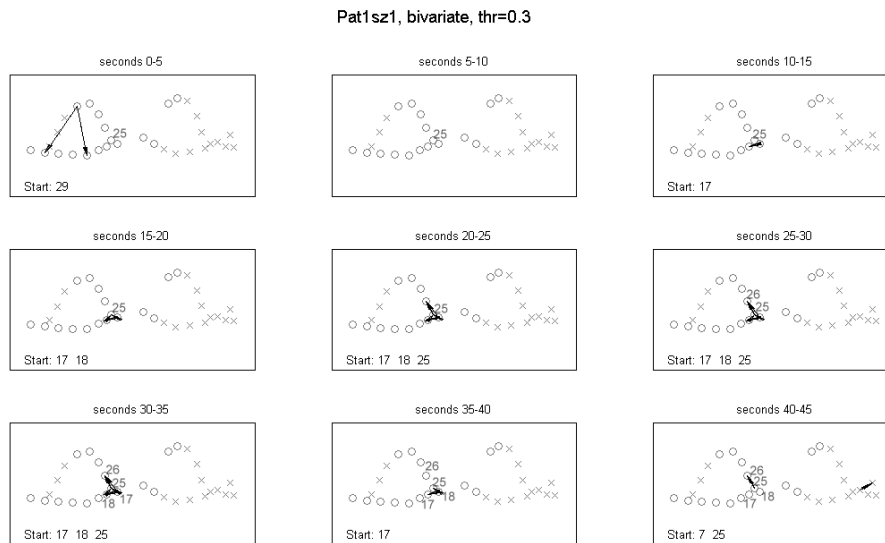 Pat1sz1, bivariate, thr=0.3
seconds 0-5
seconds 5-10
seconds 10-15
25
25
Start: 29
Start: 17
seconds 15-20
seconds 20-25
seconds 25-30
26
25
25
25
Start: 17 18
Start: 17 18 25
Start: 17 18 25
seconds 30-35
seconds 35-40
seconds 40-45
26
26
26
25
25
25
18 17
17 18
17 18
Start: 17 18 25
Start: 17
Start: 7 25